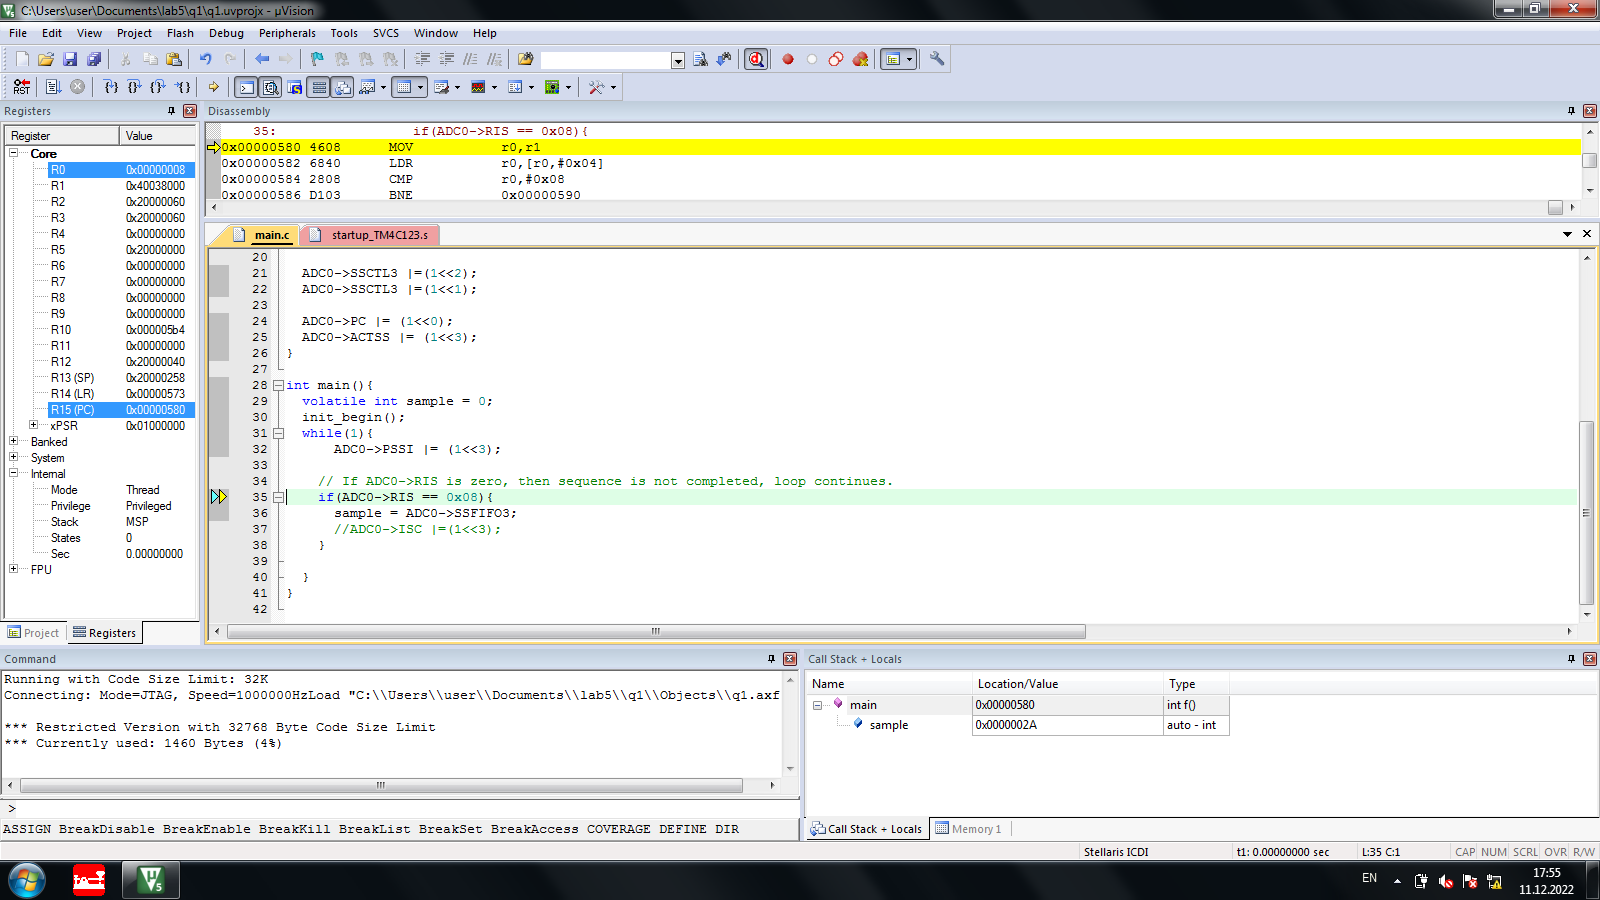 C:\Users\user\Documents\lab5\q1\q1.uvprojx - µVision
File Edit View Project Flash Debug Peripherals Tools SVCS Window Help
Registers
Register Value
Core
R0 0x00000008
R1 0x40038000
R2 0x20000060
R3 0x20000060
R4 0x00000000
R5 0x20000000
R6 0x00000000
R7 0x00000000
R8 0x00000000
R9 0x00000000
R10 0x000005b4
R11 0x00000000
R12 0x20000040
R13 (SP) 0x20000258
R14 (LR) 0x00000573
R15 (PC) 0x00000580
xPSR 0x01000000
Banked
System
Internal
Mode Thread
Privilege Privileged
Stack MSP
States 0
Sec 0.00000000
FPU
Project Registers
Disassembly
35: if(ADC0->RIS == 0x08){
0x00000580 4608 MOV r0,r1
0x00000582 6840 LDR r0,[r0,#0x04]
0x00000584 2808 CMP r0,#0x08
0x00000586 D103 BNE 0x00000590
main.c startup_TM4C123.s
20
21 ADC0->SSCTL3 |=(1<<2);
22 ADC0->SSCTL3 |=(1<<1);
23
24 ADC0->PC |= (1<<0);
25 ADC0->ACTSS |= (1<<3);
26 }
27
28 int main(){
29 volatile int sample = 0;
30 init_begin();
31 while(1){
32 ADC0->PSSI |= (1<<3);
33
34 // If ADC0->RIS is zero, then sequence is not completed, loop continues.
35 if(ADC0->RIS == 0x08){
36 sample = ADC0->SSFIFO3;
37 //ADC0->ISC |=(1<<3);
38 }
39
40 }
41 }
42
Command
Running with Code Size Limit: 32K
Connecting: Mode=JTAG, Speed=1000000HzLoad "C:\\Users\\user\\Documents\\lab5\\q1\\Objects\\q1.axf
*** Restricted Version with 32768 Byte Code Size Limit
*** Currently used: 1460 Bytes (4%)
>
ASSIGN BreakDisable BreakEnable BreakKill BreakList BreakSet BreakAccess COVERAGE DEFINE DIR
Call Stack + Locals
Name Location/Value Type
main 0x00000580 int f()
sample 0x0000002A auto - int
Call Stack + Locals Memory 1
Stellaris ICDI t1: 0.00000000 sec L:35 C:1 CAP NUM SCRL OVR R/W
EN
17:55
11.12.2022